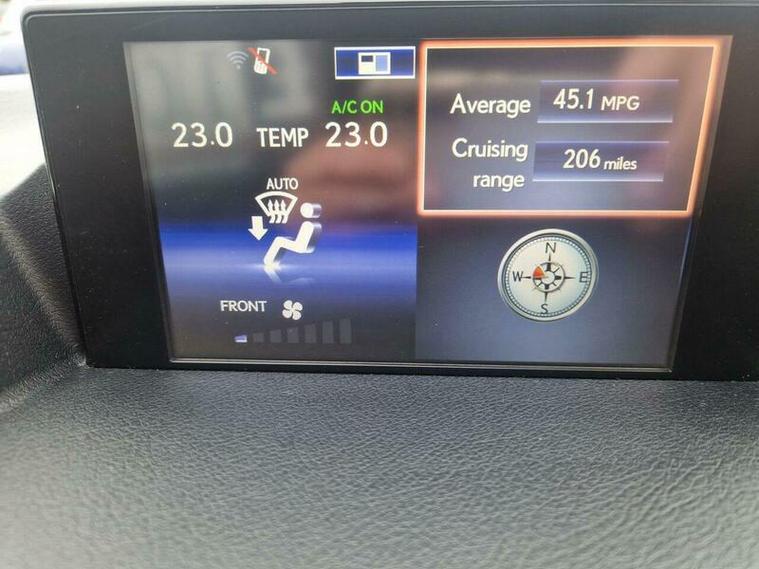 A/C ON
23.0 TEMP 23.0
AUTO
FRONT
Average 45.1 MPG
Cruising range 206 miles
N
W E
S